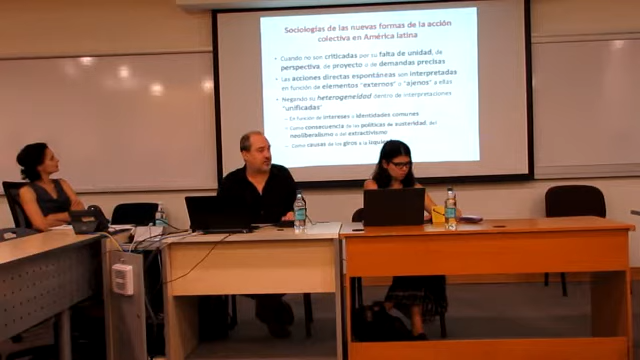 Sociologías de las nuevas formas de la acción
colectiva en América latina
• Cuando no son criticadas por su falta de unidad, de
perspectiva, de proyecto o de demandas precisas
• Las acciones directas espontáneas son interpretadas
en función de elementos "externos" o "ajenos" a ellas
• Negando su heterogeneidad dentro de interpretaciones
"unificadas"
– En función de intereses o identidades comunes
– Como consecuencia de las políticas de austeridad, del
neoliberalismo o del extractivismo
– Como causas de los giros a la izquierda